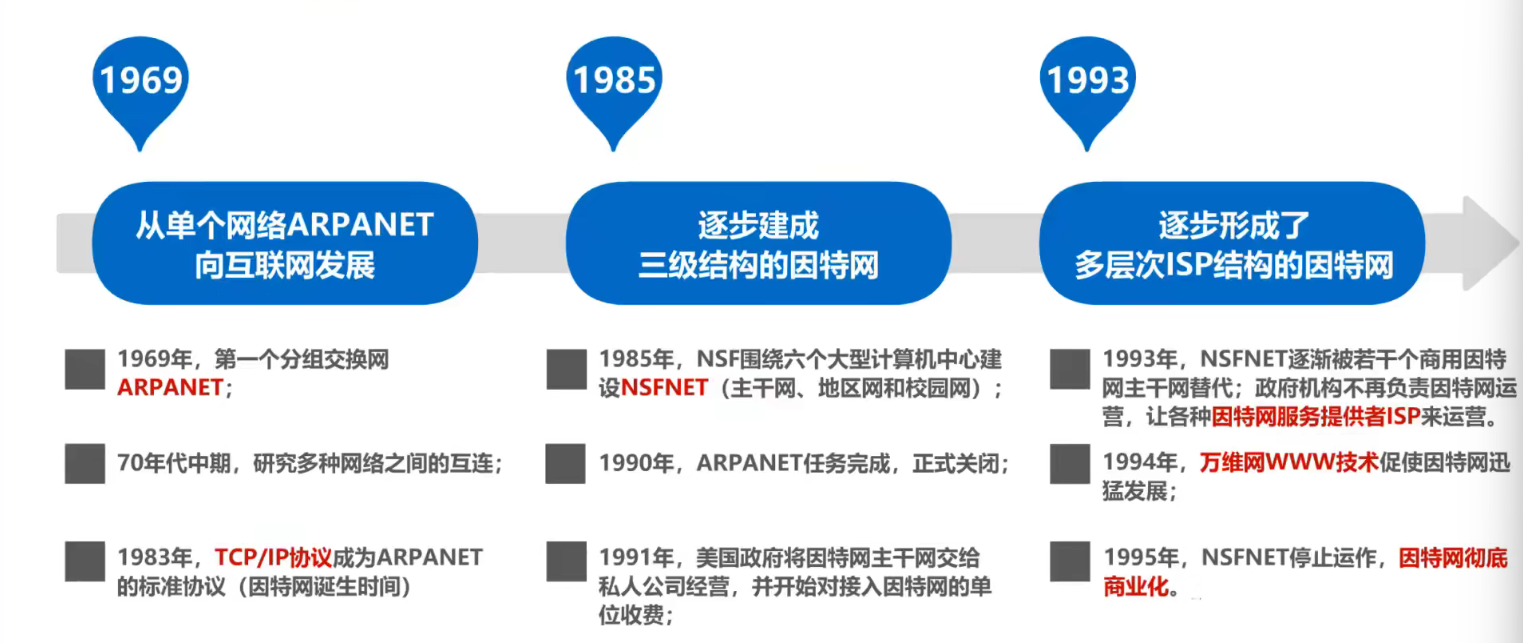 1969
1985
1993
从单个网络ARPANET
向互联网发展
逐步建成
三级结构的因特网
逐步形成了
多层次ISP结构的因特网
1969年，第一个分组交换网
ARPANET；
70年代中期，研究多种网络之间的互连；
1983年，TCP/IP协议成为ARPANET
的标准协议（因特网诞生时间）
1985年，NSF围绕六个大型计算机中心建
设NSFNET（主干网、地区网和校园网）；
1990年，ARPANET任务完成，正式关闭；
1991年，美国政府将因特网主干网交给
私人公司经营，并开始对接入因特网的单
位收费；
1993年，NSFNET逐渐被若干个商用因特
网主干网替代；政府机构不再负责因特网运
营，让各种因特网服务提供者ISP来运营。
1994年，万维网WWW技术促使因特网迅
猛发展；
1995年，NSFNET停止运作，因特网彻底
商业化。